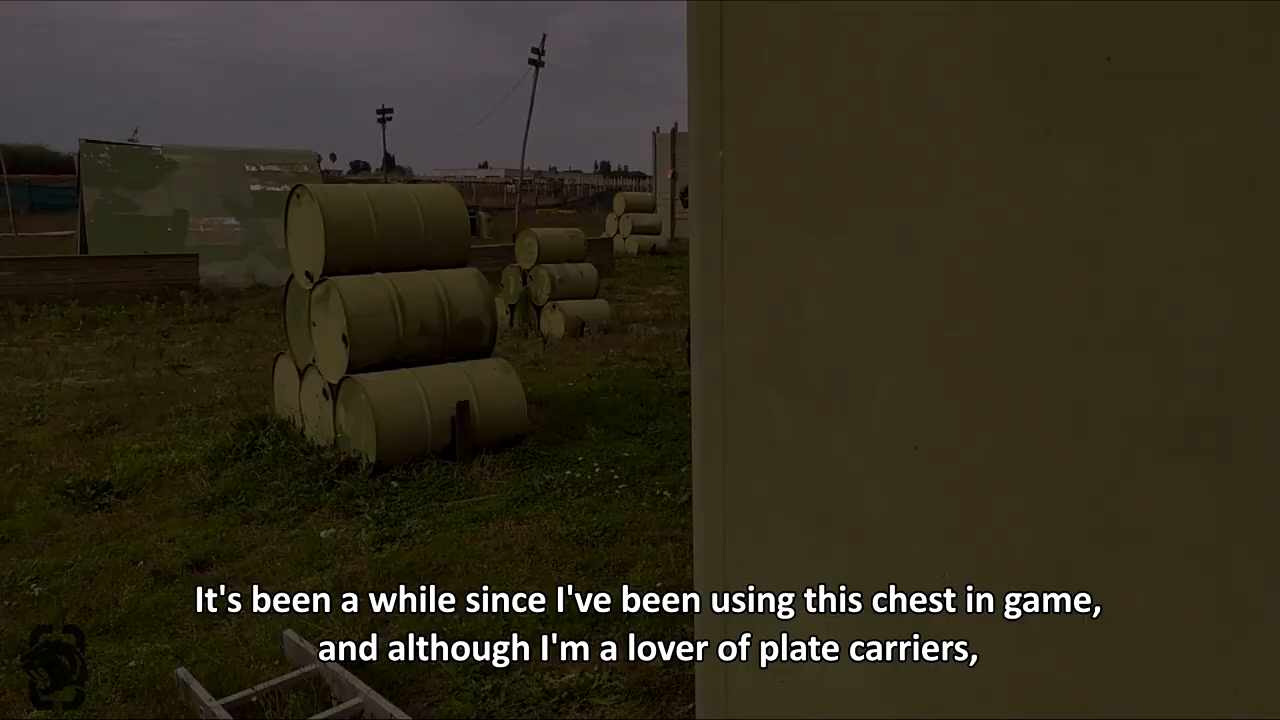 It's been a while since I've been using this chest in game,
and although I'm a lover of plate carriers,